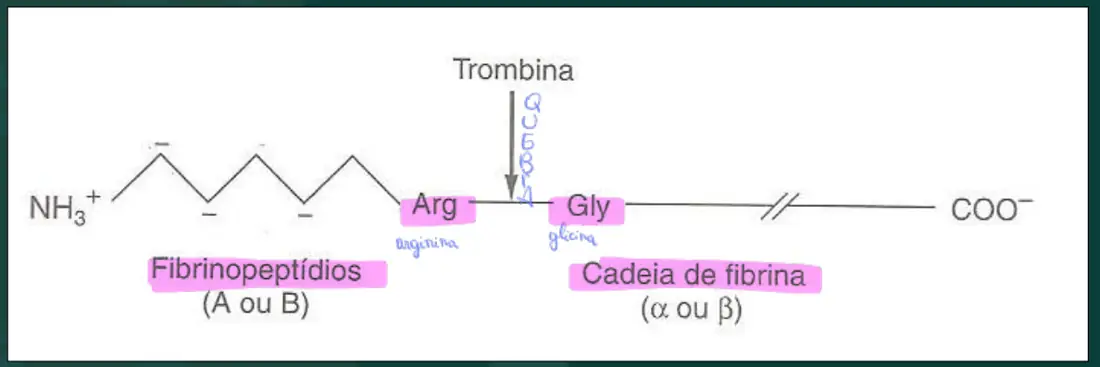 Trombina
QUEBRA
NH₃⁺
Arg
Gly
COO⁻
arginina
glicina
Fibrinopeptídios
Cadeia de fibrina
(A ou B)
(α ou β)